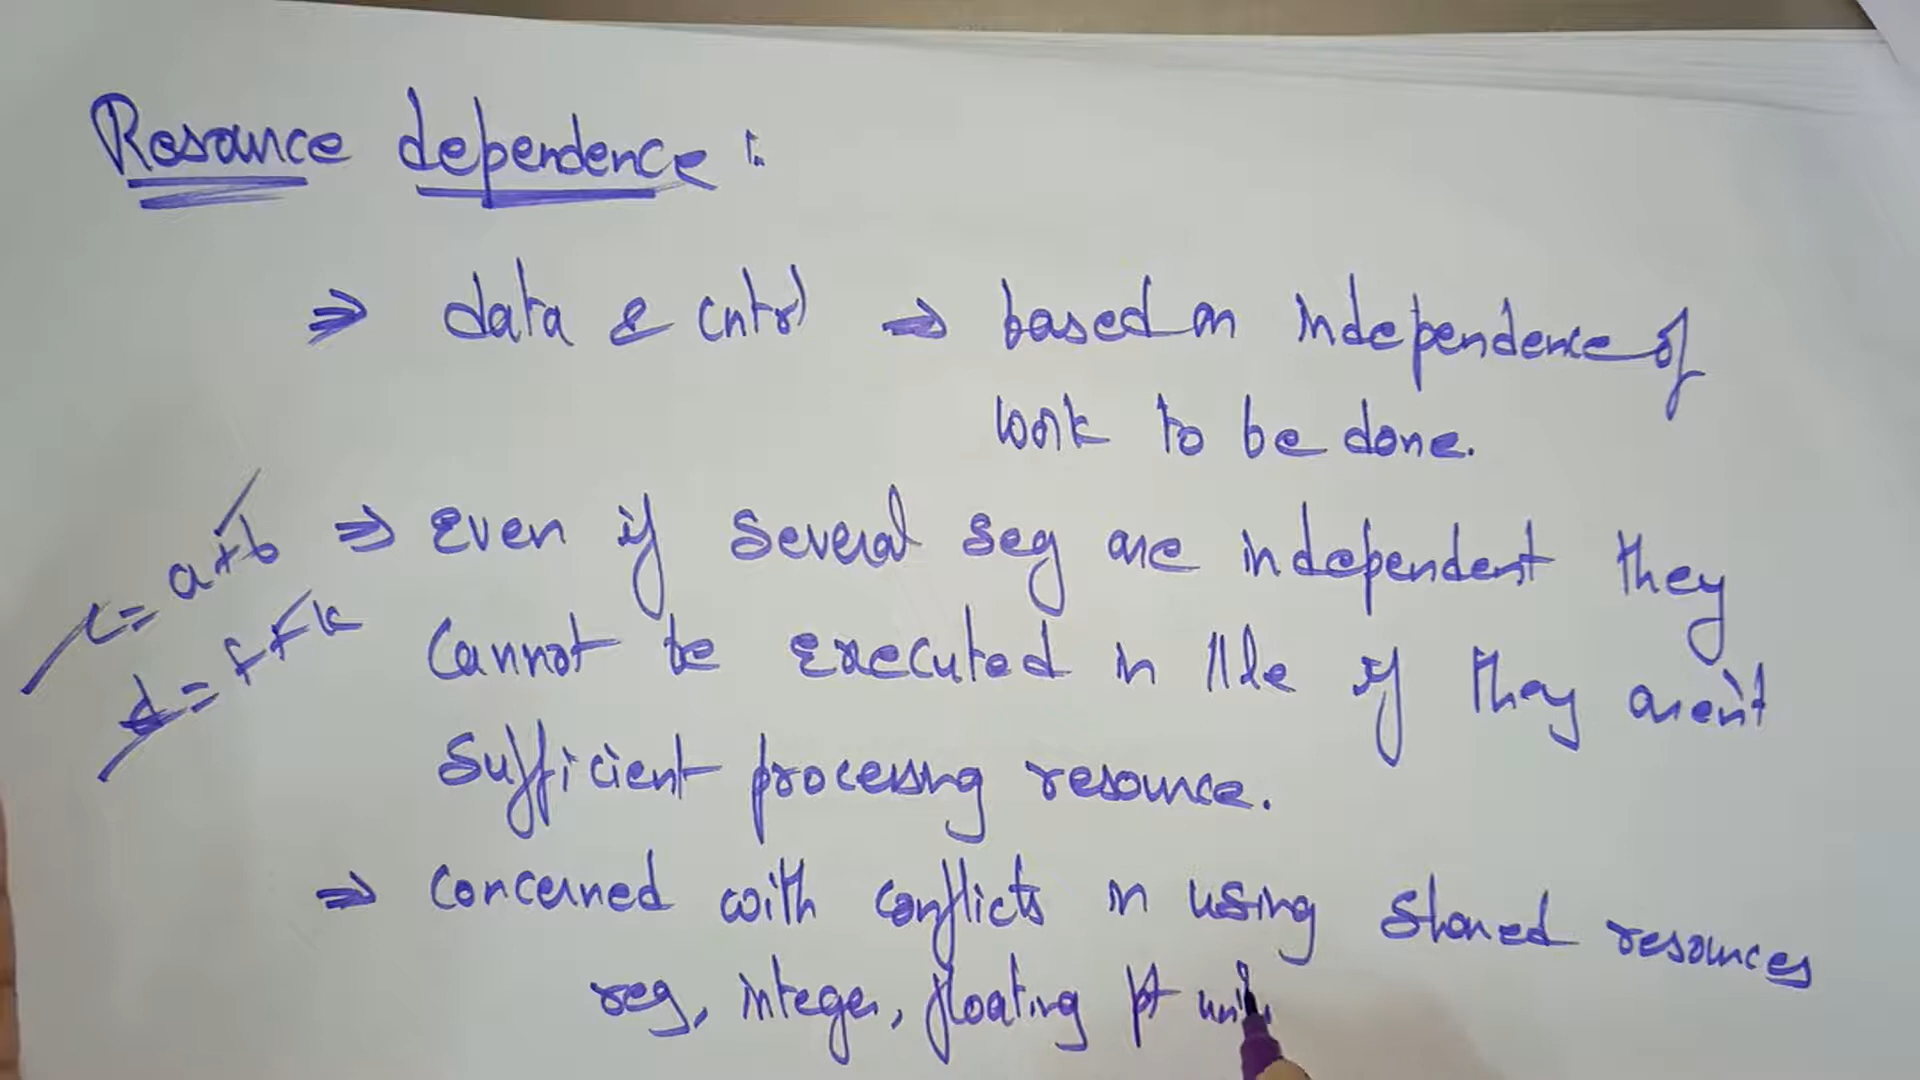 Resource dependence :
⇒ data & cntrl → based on independence of
work to be done.
⇒ Even if several seg are independent they
cannot be executed in lle if they aren't
sufficient processing resource.
⇒ concerned with conflicts in using shared resources
reg, integer, floating pt uni
c = a+b
d = f+k